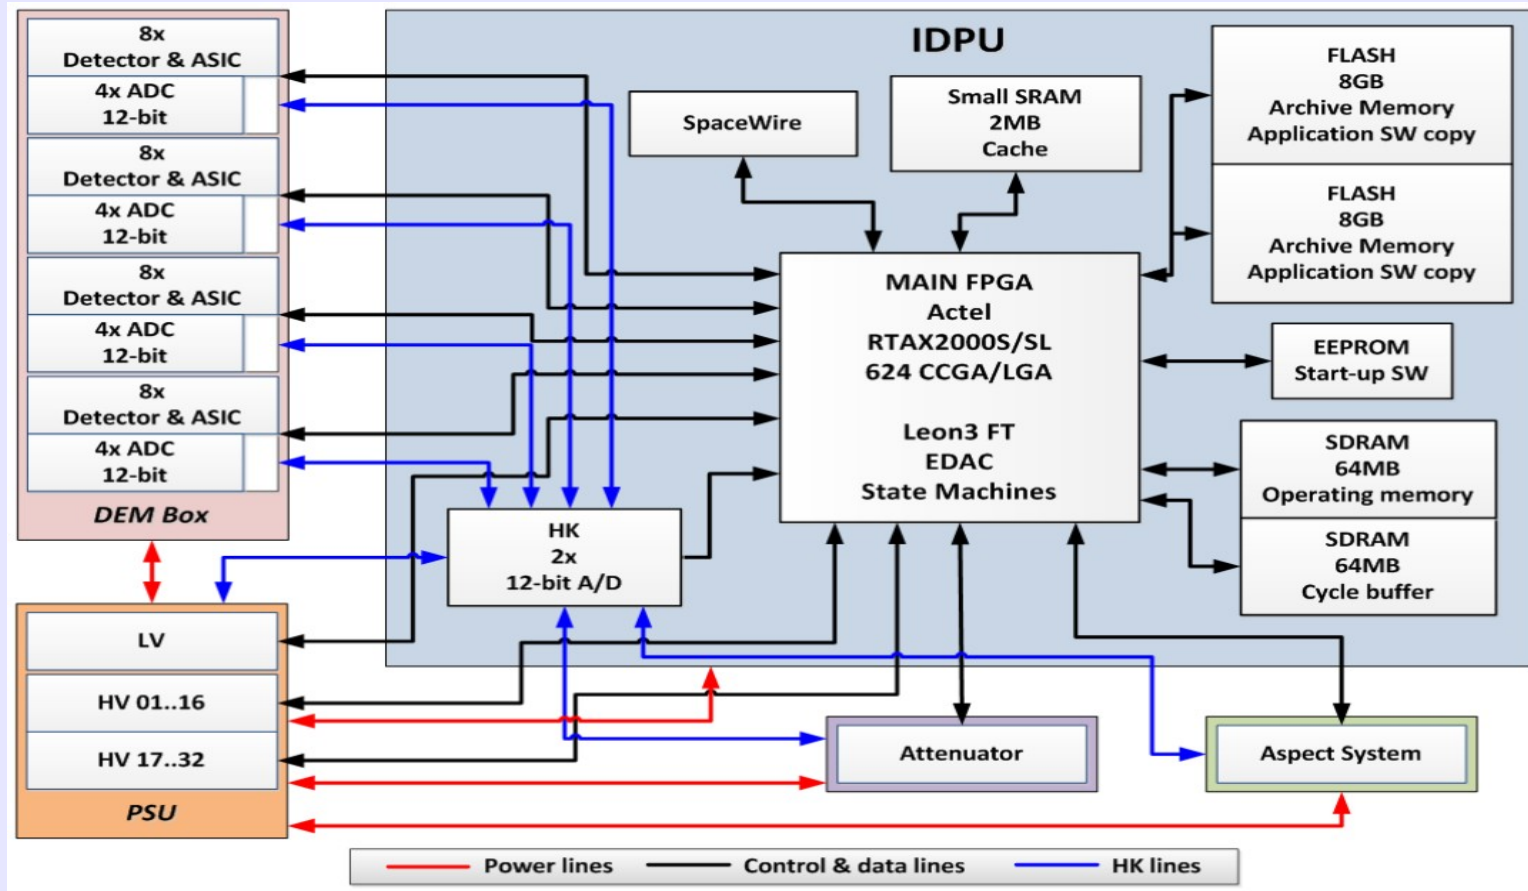 8x
Detector & ASIC
4x ADC
12-bit
8x
Detector & ASIC
4x ADC
12-bit
8x
Detector & ASIC
4x ADC
12-bit
8x
Detector & ASIC
4x ADC
12-bit
DEM Box
LV
HV 01..16
HV 17..32
PSU
IDPU
SpaceWire
Small SRAM
2MB
Cache
FLASH
8GB
Archive Memory
Application SW copy
FLASH
8GB
Archive Memory
Application SW copy
MAIN FPGA
Actel
RTAX2000S/SL
624 CCGA/LGA
Leon3 FT
EDAC
State Machines
EEPROM
Start-up SW
SDRAM
64MB
Operating memory
SDRAM
64MB
Cycle buffer
HK
2x
12-bit A/D
Attenuator
Aspect System
Power lines
Control & data lines
HK lines